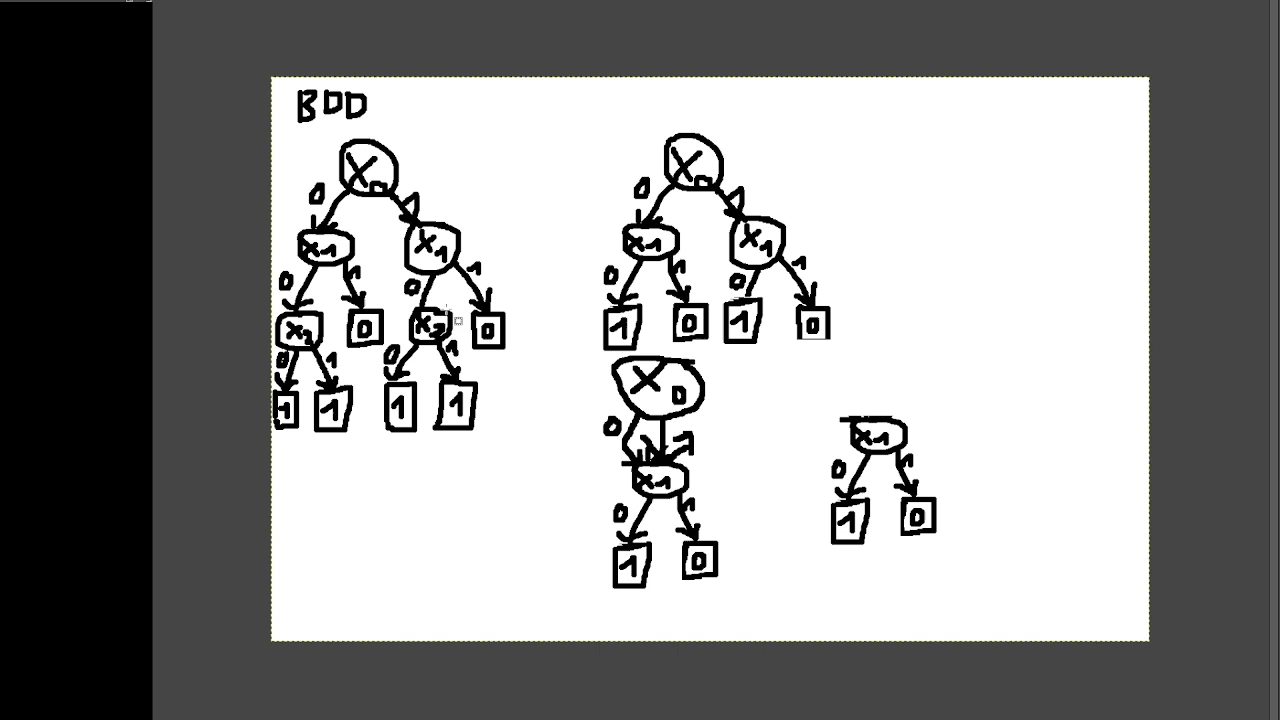 BDD
X0 X0
0 1 0 1
X1 X1 X1 X1
0 1 0 1 0 1 0 1
X2 0 X2 0 1 0 1 0
0 1 0 1
1 1 1 1
X0
0 1
X1 X1
0 1 0 1
1 0 1 0